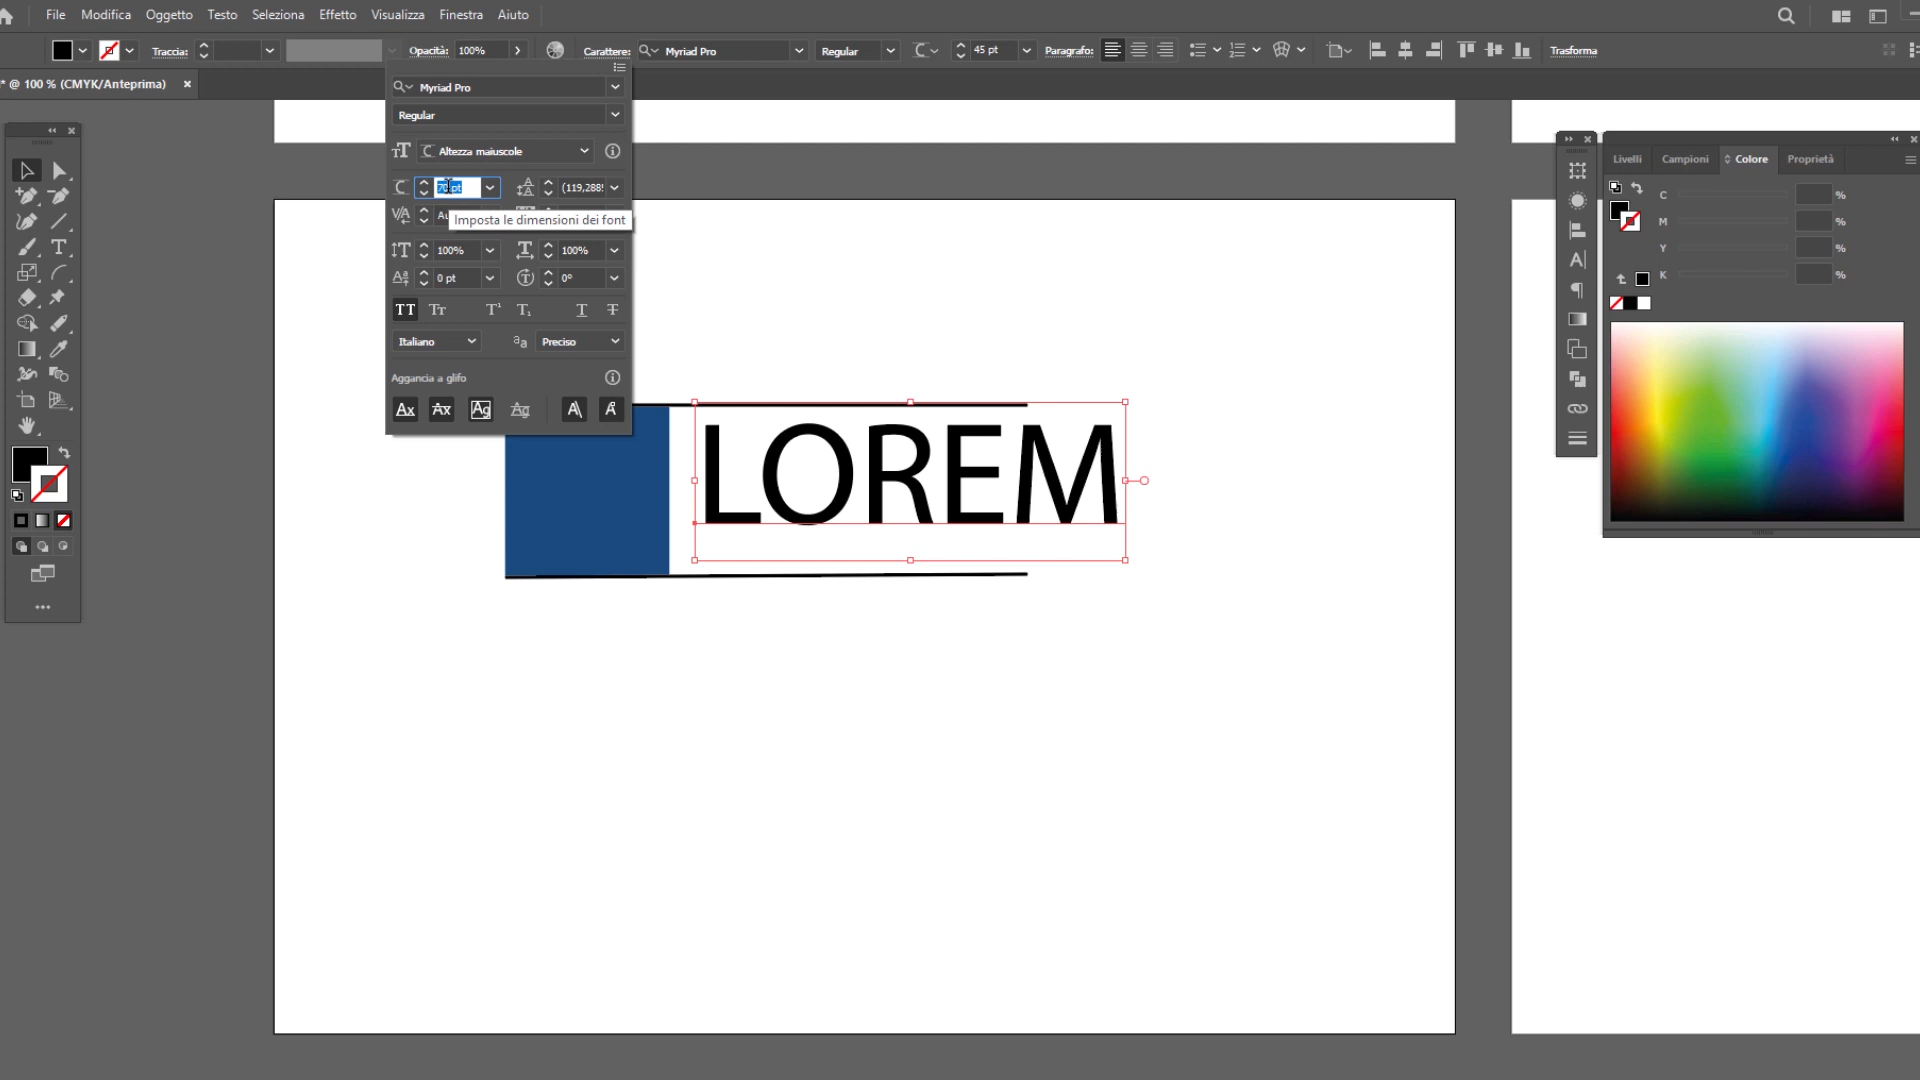 File Modifica Oggetto Testo Seleziona Effetto Visualizza Finestra Aiuto
Traccia: Opacità: 100% Carattere: Myriad Pro Regular 45 pt Paragrafo: Trasforma
* @ 100 % (CMYK/Anteprima) ×
Myriad Pro
Regular
Altezza maiuscole
70 pt (119,288
Imposta le dimensioni dei font
100% 100%
0 pt 0°
Italiano Preciso
Aggancia a glifo
LOREM
Livelli Campioni Colore Proprietà
C %
M %
Y %
K %